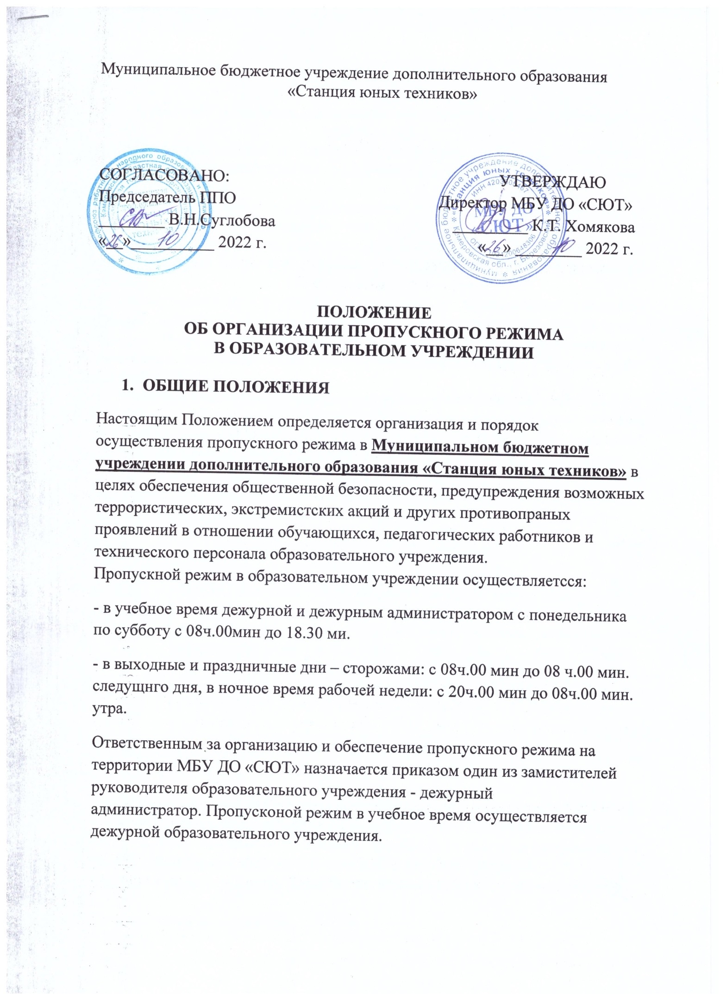 Муниципальное бюджетное учреждение дополнительного образования
«Станция юных техников»
СОГЛАСОВАНО:
Председатель ППО
В.Н.Суглобова
«26» 10 2022 г.
УТВЕРЖДАЮ
Директор МБУ ДО «СЮТ»
К.Т. Хомякова
«26» 10 2022 г.
МБУ ДО
«СЮТ»
ПОЛОЖЕНИЕ
ОБ ОРГАНИЗАЦИИ ПРОПУСКНОГО РЕЖИМА
В ОБРАЗОВАТЕЛЬНОМ УЧРЕЖДЕНИИ
1. ОБЩИЕ ПОЛОЖЕНИЯ
Настоящим Положением определяется организация и порядок
осуществления пропускного режима в Муниципальном бюджетном
учреждении дополнительного образования «Станция юных техников» в
целях обеспечения общественной безопасности, предупреждения возможных
террористических, экстремистских акций и других противопраных
проявлений в отношении обучающихся, педагогических работников и
технического персонала образовательного учреждения.
Пропускной режим в образовательном учреждении осуществляетсся:
- в учебное время дежурной и дежурным администратором с понедельника
по субботу с 08ч.00мин до 18.30 ми.
- в выходные и праздничные дни – сторожами: с 08ч.00 мин до 08 ч.00 мин.
следущнго дня, в ночное время рабочей недели: с 20ч.00 мин до 08ч.00 мин.
утра.
Ответственным за организацию и обеспечение пропускного режима на
территории МБУ ДО «СЮТ» назначается приказом один из замистителей
руководителя образовательного учреждения - дежурный
администратор. Пропусконой режим в учебное время осуществляется
дежурной образовательного учреждения.